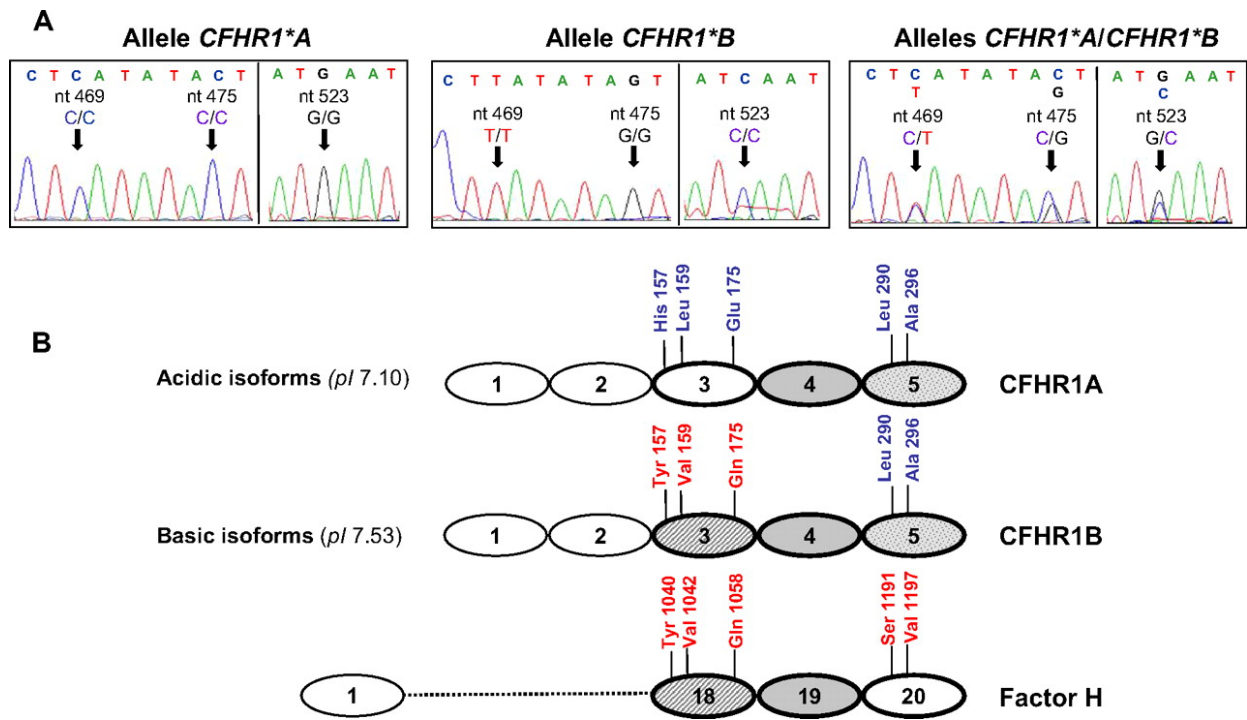 A
Allele CFHR1*A
Allele CFHR1*B
Alleles CFHR1*A/CFHR1*B
C T C A T A T A C T
A T G A A T
C T T A T A T A G T
A T C A A T
C T C A T A T A C T
T G
A T G A A T
C
nt 469 nt 475 nt 523
C/C C/C G/G
nt 469 nt 475 nt 523
T/T G/G C/C
nt 469 nt 475 nt 523
C/T C/G G/C
B
His 157
Leu 159
Glu 175
Leu 290
Ala 296
Acidic isoforms (pI 7.10)
1 2 3 4 5
CFHR1A
Tyr 157
Val 159
Gln 175
Leu 290
Ala 296
Basic isoforms (pI 7.53)
1 2 3 4 5
CFHR1B
Tyr 1040
Val 1042
Gln 1058
Ser 1191
Val 1197
1 18 19 20
Factor H